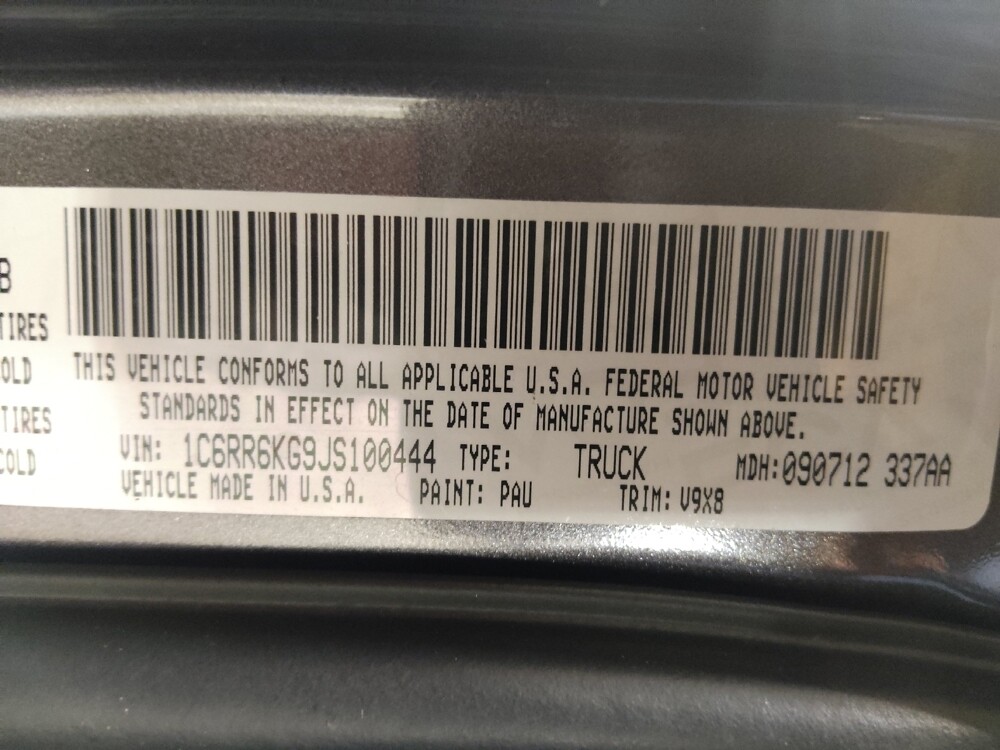 B
TIRES
OLD
TIRES
COLD
THIS VEHICLE CONFORMS TO ALL APPLICABLE U.S.A. FEDERAL MOTOR VEHICLE SAFETY
STANDARDS IN EFFECT ON THE DATE OF MANUFACTURE SHOWN ABOVE.
VIN: 1C6RR6KG9JS100444 TYPE: TRUCK MDH:090712 337AA
VEHICLE MADE IN U.S.A. PAINT: PAU TRIM: V9X8